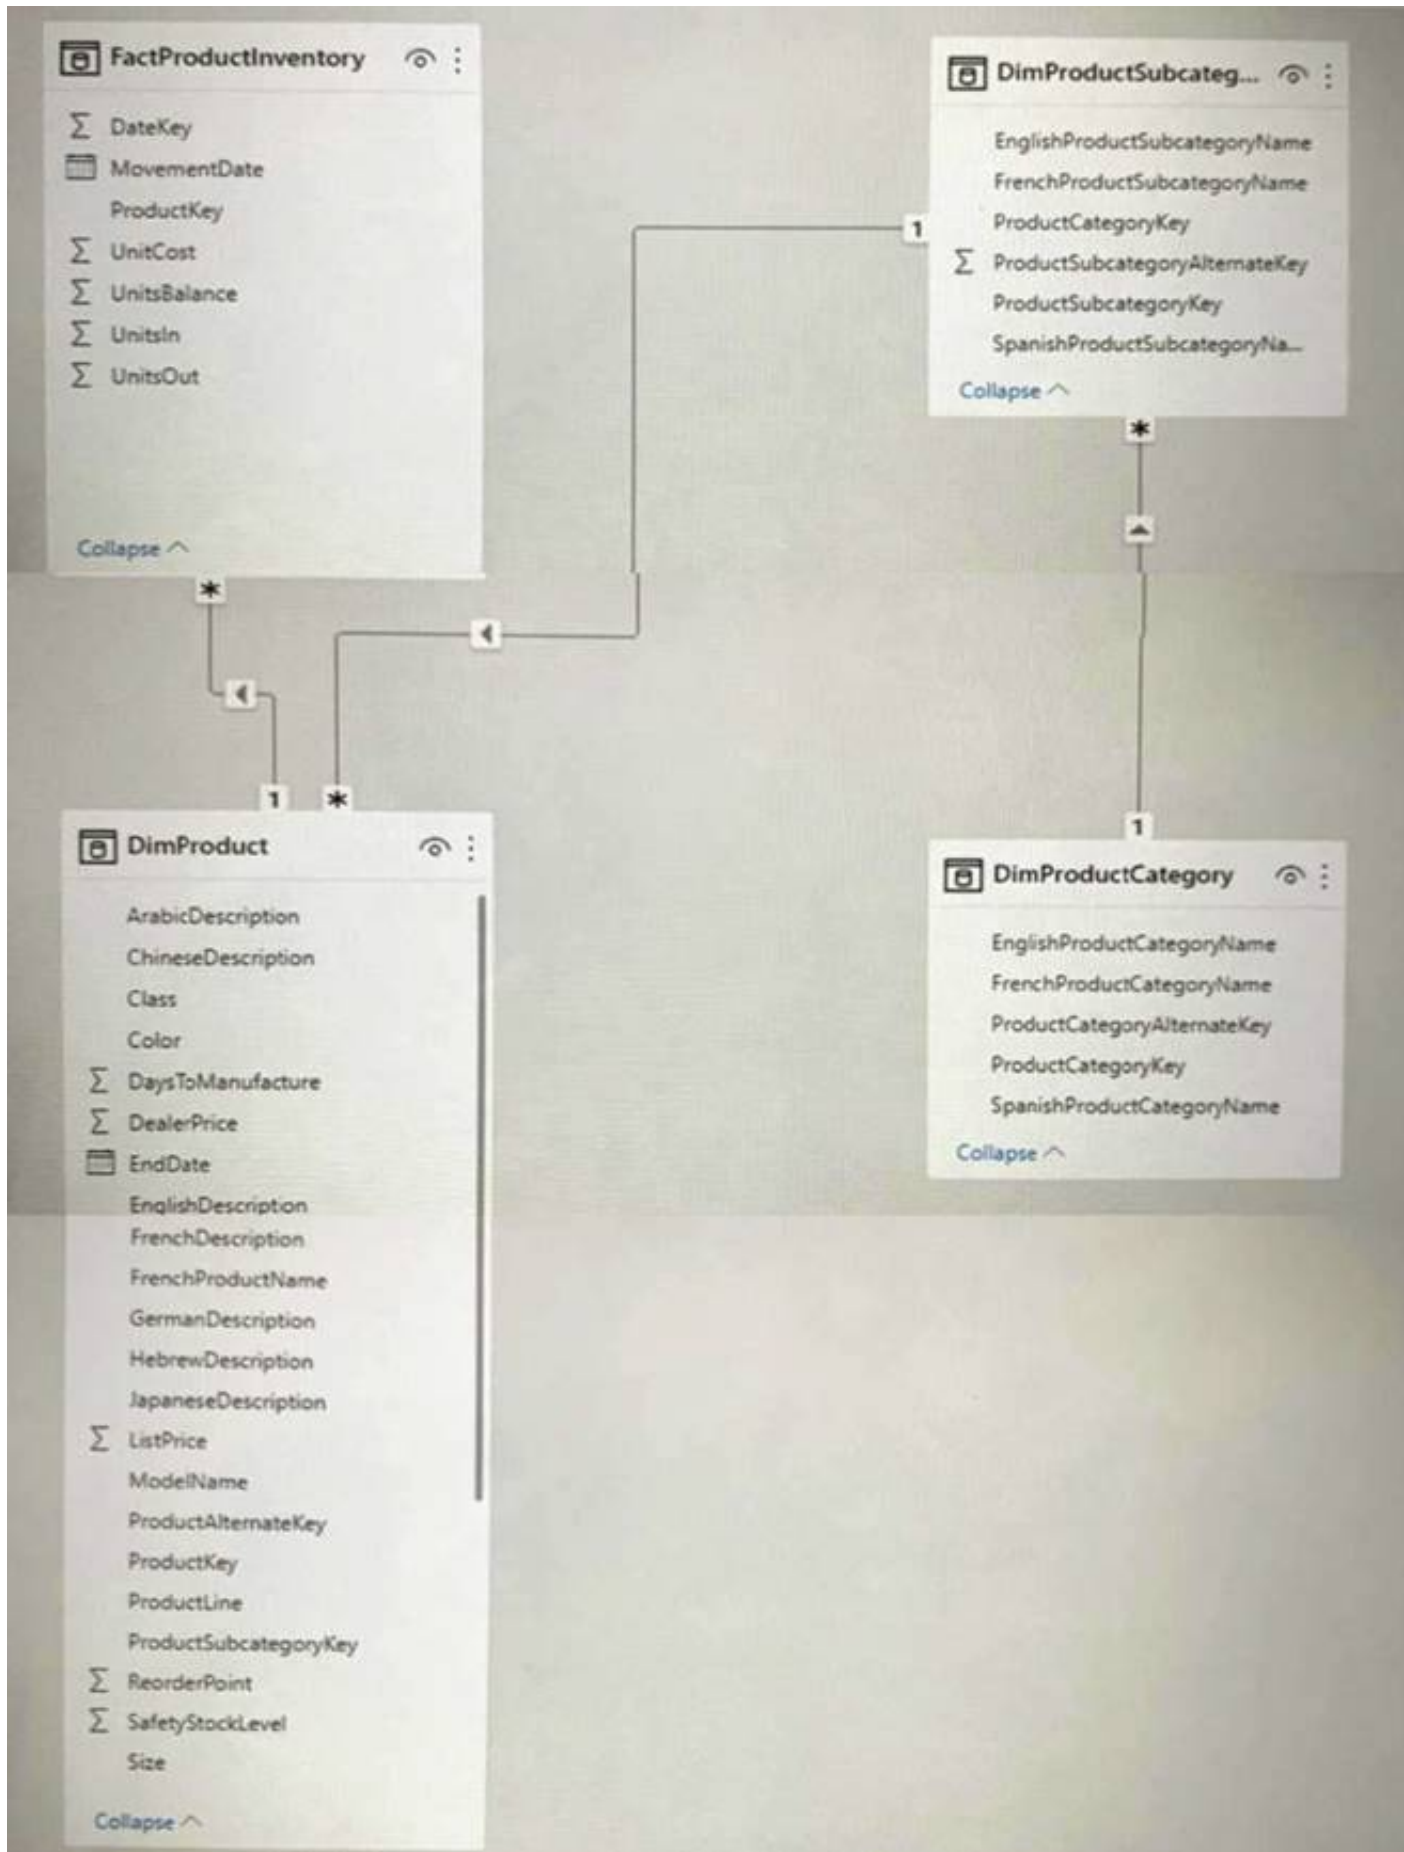 FactProductInventory
DateKey
MovementDate
ProductKey
UnitCost
UnitsBalance
UnitsIn
UnitsOut
Collapse
*
1
DimProductSubcateg...
EnglishProductSubcategoryName
FrenchProductSubcategoryName
ProductCategoryKey
ProductSubcategoryAlternateKey
ProductSubcategoryKey
SpanishProductSubcategoryNa...
Collapse
1
*
*
1
DimProduct
ArabicDescription
ChineseDescription
Class
Color
DaysToManufacture
DealerPrice
EndDate
EnglishDescription
FrenchDescription
FrenchProductName
GermanDescription
HebrewDescription
JapaneseDescription
ListPrice
ModelName
ProductAlternateKey
ProductKey
ProductLine
ProductSubcategoryKey
ReorderPoint
SafetyStockLevel
Size
Collapse
DimProductCategory
EnglishProductCategoryName
FrenchProductCategoryName
ProductCategoryAlternateKey
ProductCategoryKey
SpanishProductCategoryName
Collapse